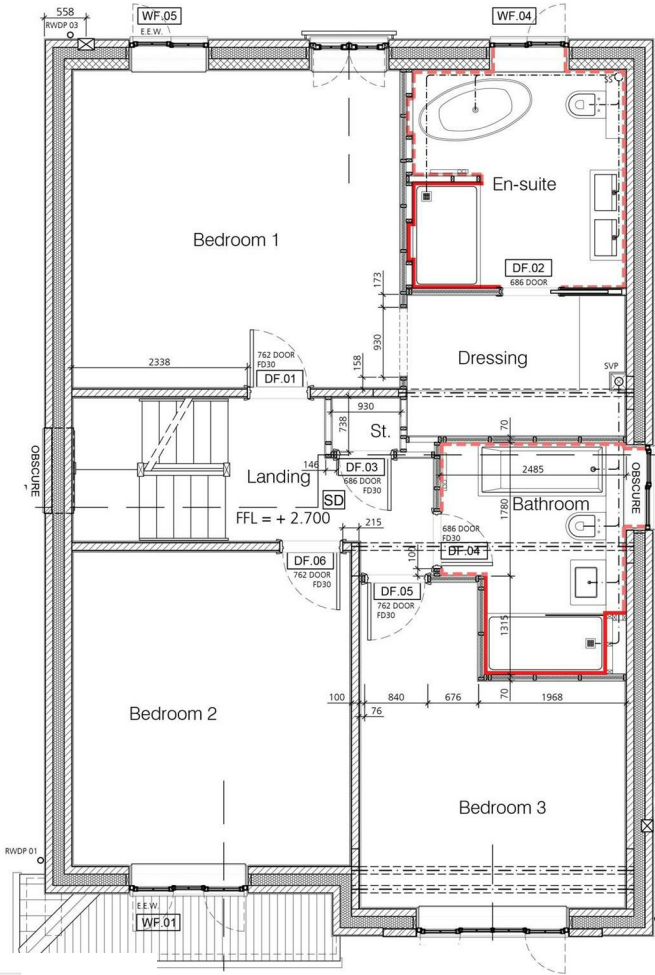 558
RWDP 03
WF.05
E.E.W.
WF.04
SS
En-suite
Bedroom 1
DF.02
686 DOOR
173
930
158
Dressing
SVP
2338
762 DOOR
FD30
DF.01
930
738
St.
70
OBSCURE
Landing
146
DF.03
686 DOOR
FD30
SD
FFL = + 2.700
215
2485
1780
Bathroom
OBSCURE
686 DOOR
FD30
DF.04
100
DF.06
762 DOOR
FD30
DF.05
762 DOOR
FD30
1315
100
840
676
70
1968
76
Bedroom 2
Bedroom 3
RWDP 01
E.E.W.
WF.01